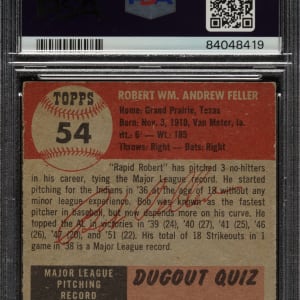 84048419
TOPPS
54
ROBERT WM. ANDREW FELLER
Home: Grand Prairie, Texas
Born: Nov. 3, 1918, Van Meter, Ia.
Ht.: 6— Wt.: 185
Throws: Right — Bats: Right
"Rapid Robert" has pitched 3 no-hitters
in his career, tying the Major League record. He started
pitching for the Indians in '36 at the age of 18 without any
minor league experience. Bob was known as the fastest
pitcher in baseball, but now depends more on his curve. He
topped the AL in victories in '39 (24), '40 (27), '41 (25), '46
(26), '47 (20), and '51 (22). His total of 18 Strikeouts in 1
game in '38 is a Major League record.
MAJOR LEAGUE
PITCHING
RECORD
DUGOUT QUIZ